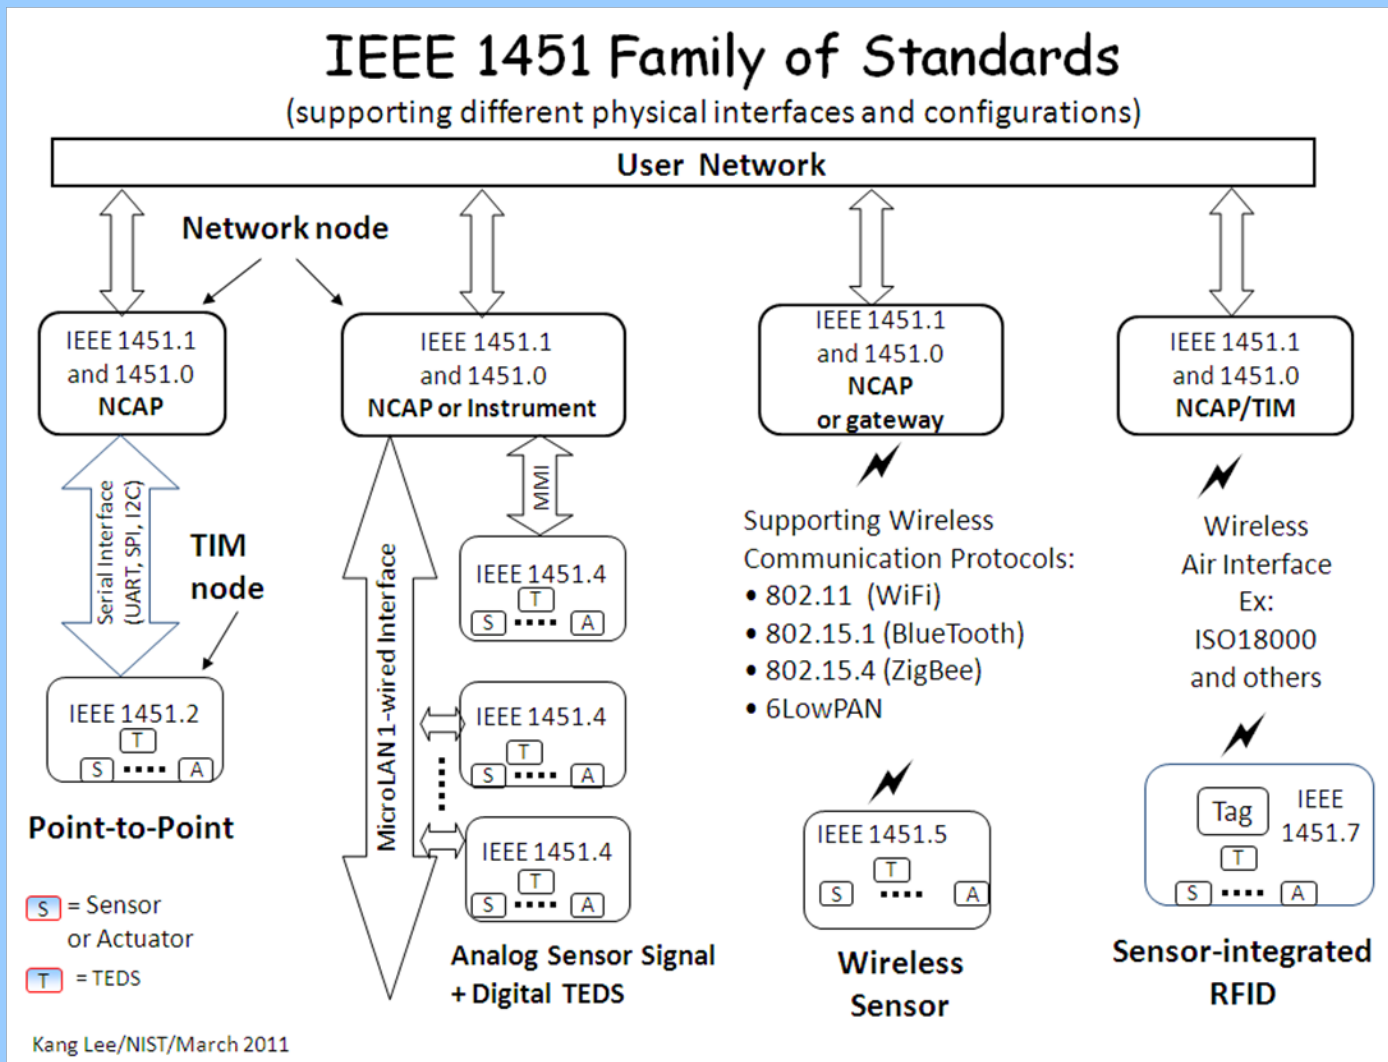 IEEE 1451 Family of Standards
(supporting different physical interfaces and configurations)
User Network
Network node
IEEE 1451.1
and 1451.0
NCAP
IEEE 1451.1
and 1451.0
NCAP or Instrument
IEEE 1451.1
and 1451.0
NCAP
or gateway
IEEE 1451.1
and 1451.0
NCAP/TIM
Serial Interface
(UART, SPI, I2C)
TIM
node
IEEE 1451.2
T
S
A
Point-to-Point
MicroLAN 1-wired Interface
MMI
IEEE 1451.4
T
S
A
IEEE 1451.4
T
S
A
IEEE 1451.4
T
S
A
Analog Sensor Signal
+ Digital TEDS
Supporting Wireless
Communication Protocols:
• 802.11 (WiFi)
• 802.15.1 (BlueTooth)
• 802.15.4 (ZigBee)
• 6LowPAN
IEEE 1451.5
T
S
A
Wireless
Sensor
Wireless
Air Interface
Ex:
ISO18000
and others
Tag
IEEE
1451.7
T
S
A
Sensor-integrated
RFID
S = Sensor
or Actuator
T = TEDS
Kang Lee/NIST/March 2011